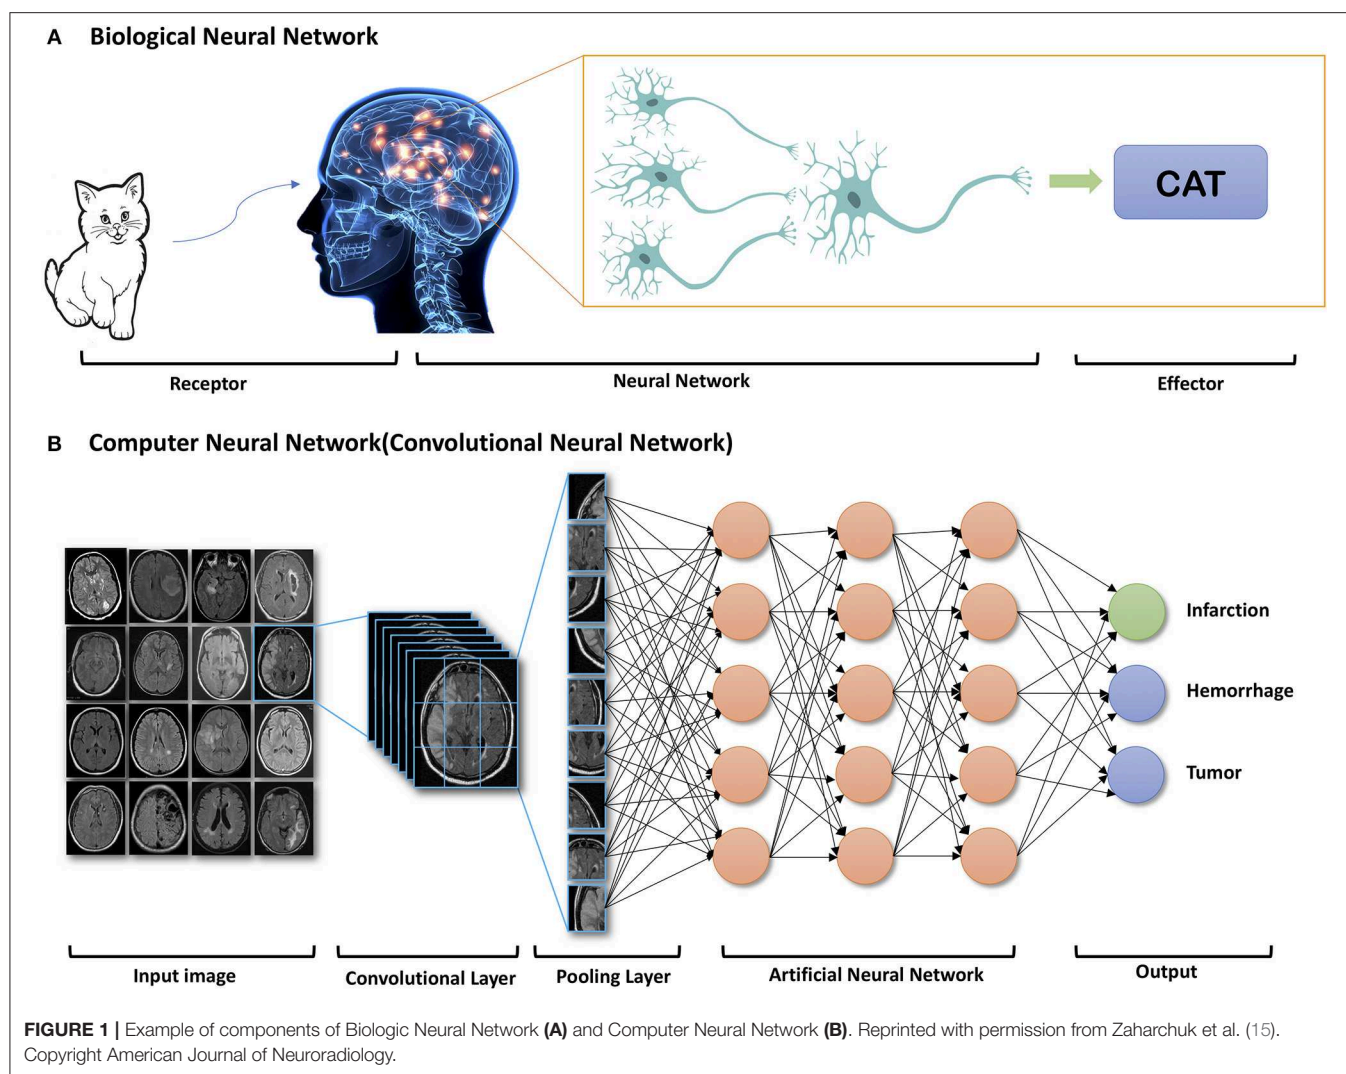 A Biological Neural Network
CAT
Receptor
Neural Network
Effector
B Computer Neural Network(Convolutional Neural Network)
Infarction
Hemorrhage
Tumor
Input image
Convolutional Layer
Pooling Layer
Artificial Neural Network
Output
FIGURE 1 | Example of components of Biologic Neural Network (A) and Computer Neural Network (B). Reprinted with permission from Zaharchuk et al. (15).
Copyright American Journal of Neuroradiology.